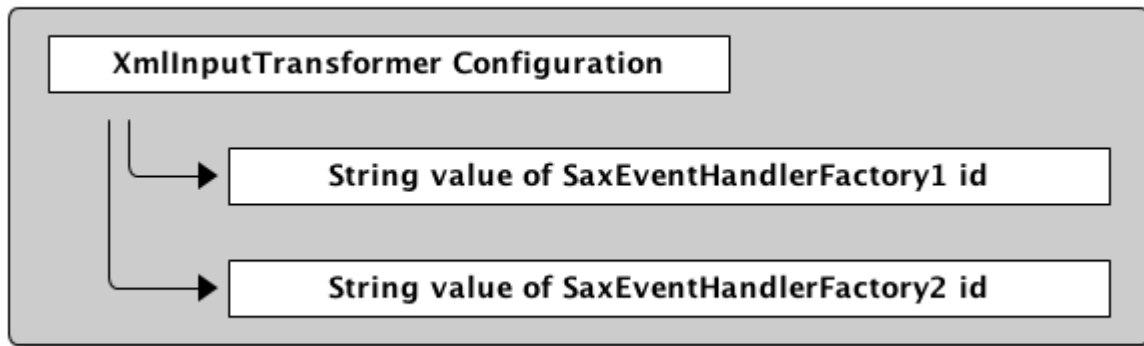 XmlInputTransformer Configuration
String value of SaxEventHandlerFactory1 id
String value of SaxEventHandlerFactory2 id